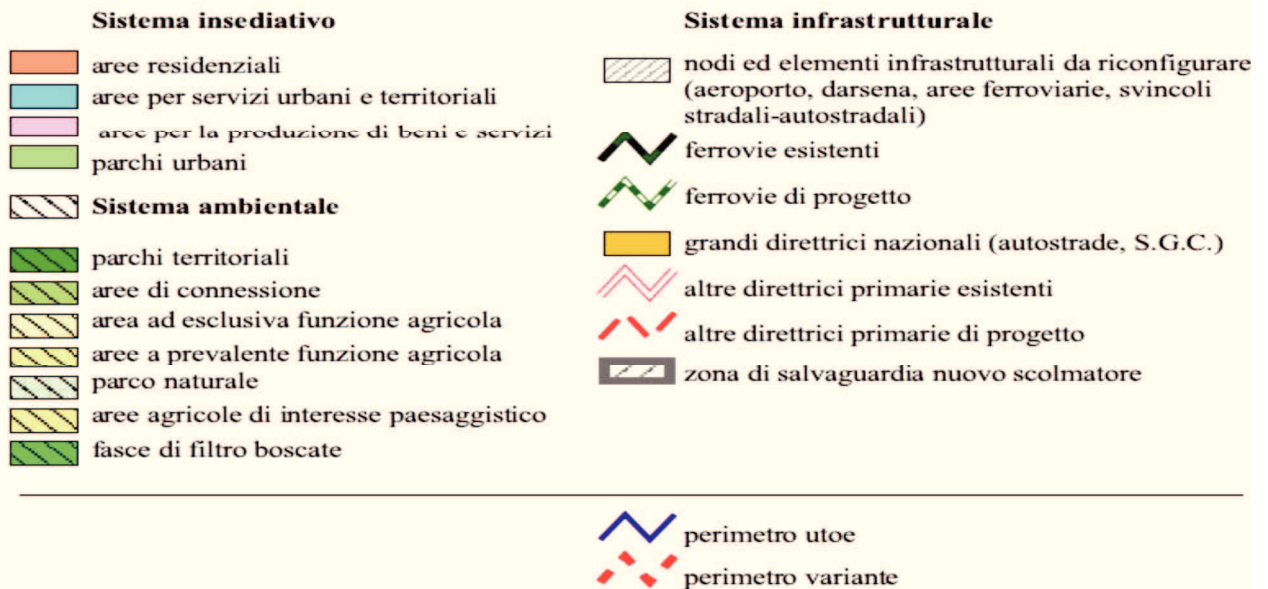 Sistema insediativo
aree residenziali
aree per servizi urbani e territoriali
aree per la produzione di beni e servizi
parchi urbani
Sistema ambientale
parchi territoriali
aree di connessione
area ad esclusiva funzione agricola
aree a prevalente funzione agricola
parco naturale
aree agricole di interesse paesaggistico
fasce di filtro boscate
Sistema infrastrutturale
nodi ed elementi infrastrutturali da riconfigurare
(aeroporto, darsena, aree ferroviarie, svincoli
stradali-autostradali)
ferrovie esistenti
ferrovie di progetto
grandi direttrici nazionali (autostrade, S.G.C.)
altre direttrici primarie esistenti
altre direttrici primarie di progetto
zona di salvaguardia nuovo scolmatore
perimetro utoe
perimetro variante